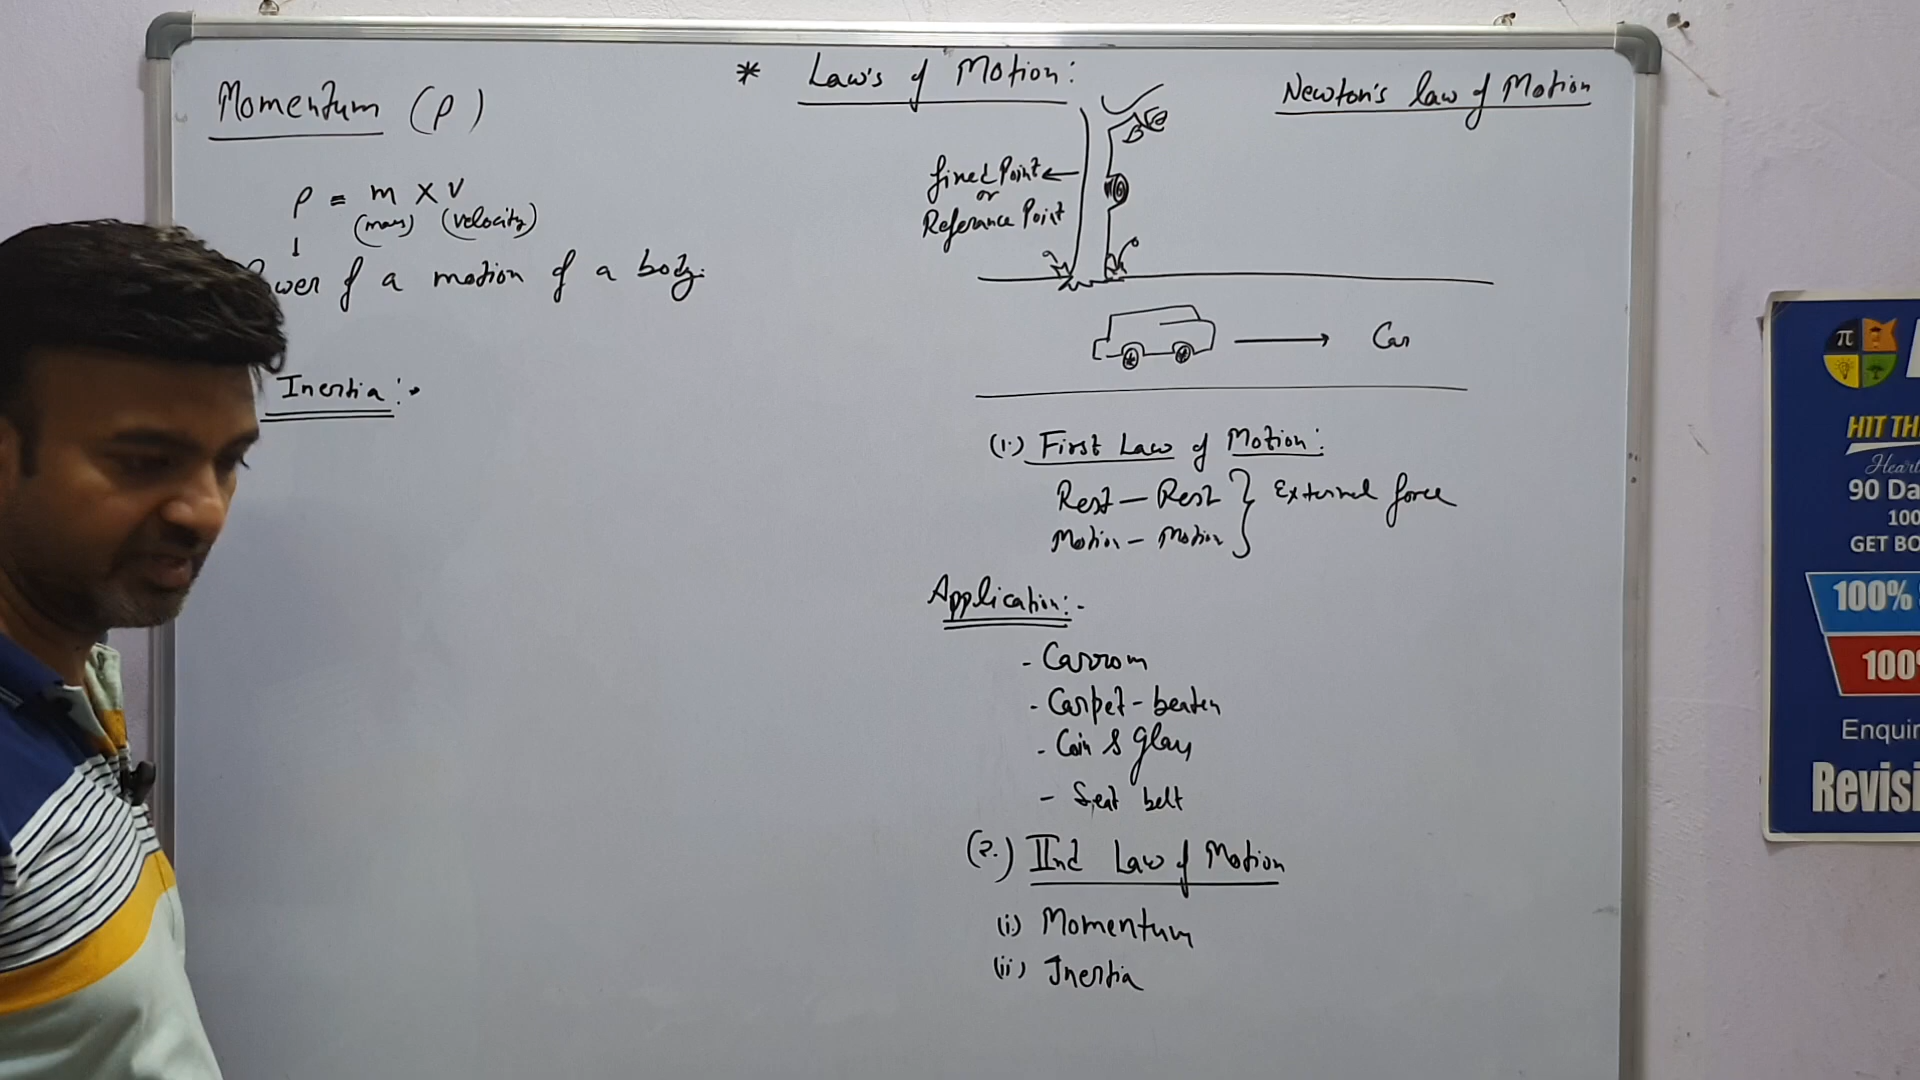 * Law's of Motion:
Newton's law of Motion
Momentum (P)
P = m X v
(mass) (velocity)
Power of a motion of a body.
Inertia :-
fixed Point
or
Referance Point
Car
(1.) First Law of Motion:
Rest - Rest } External force
Motion - Motion
Application:-
- Carrom
- Carpet - beaten
- Coin & glass
- Seat belt
(2.) IInd Law of Motion
(i.) Momentum
(ii) Inertia
π
HIT TH
Heart
90 Da
100
GET BO
100%
100
Enquir
Revisi